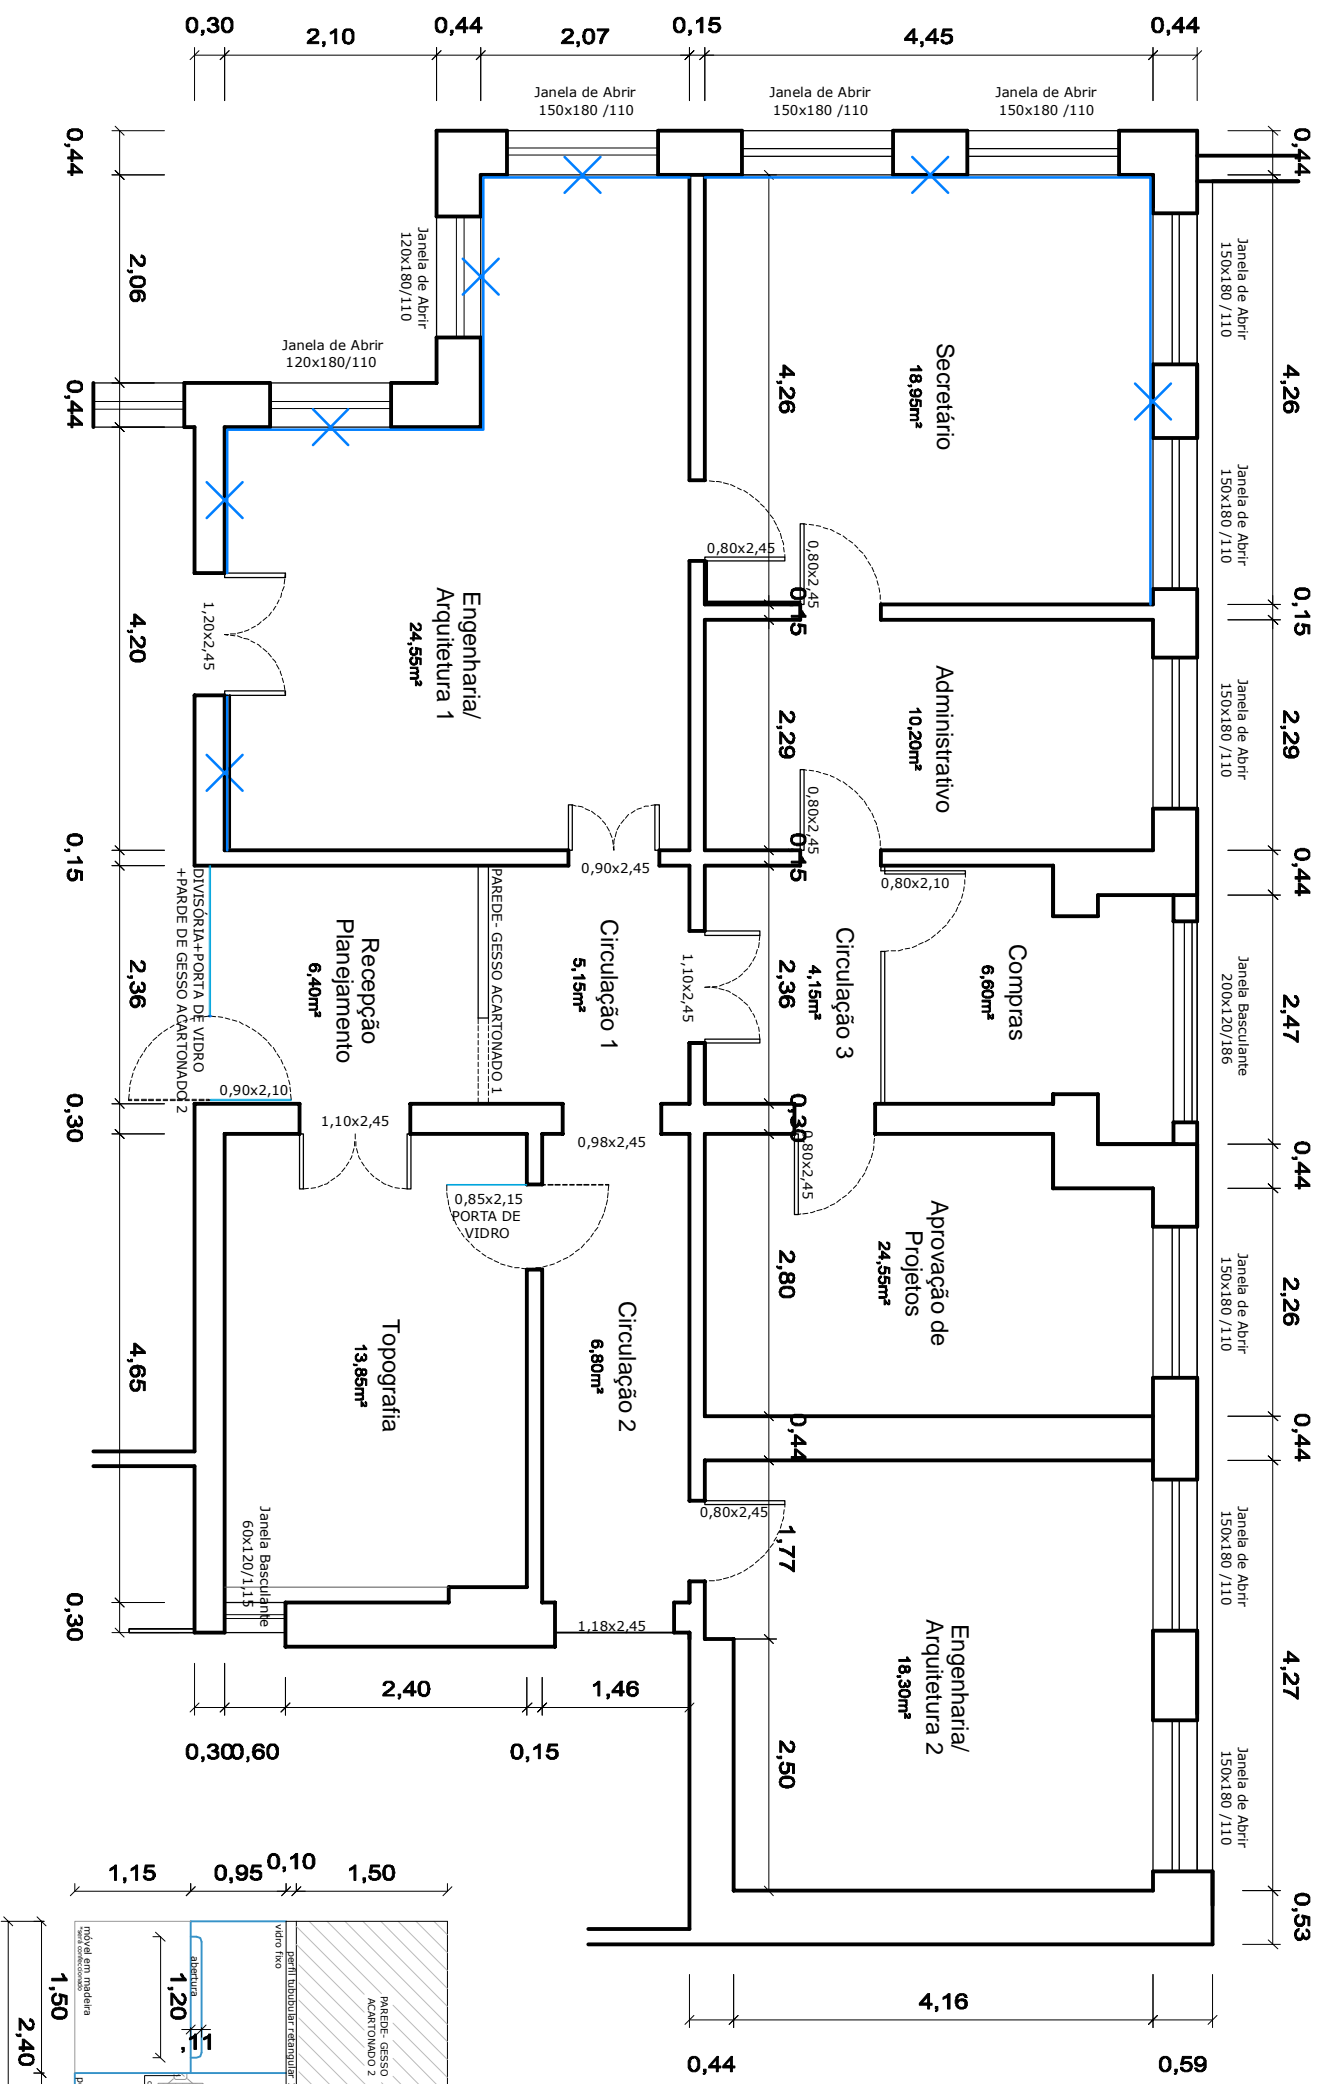 0,30
2,10
0,44
2,07
0,15
4,45
0,44
Janela de Abrir
150x180 /110
Janela de Abrir
150x180 /110
Janela de Abrir
150x180 /110
0,44
2,06
0,44
4,20
0,15
2,36
0,30
4,65
0,30
0,44
4,26
0,15
2,29
0,44
2,47
0,44
2,26
0,44
4,27
0,53
Janela de Abrir
150x180 /110
Janela de Abrir
150x180 /110
Janela de Abrir
150x180 /110
Janela Basculante
200x120/186
Janela de Abrir
150x180 /110
Janela de Abrir
150x180 /110
Janela de Abrir
150x180 /110
Janela de Abrir
120x180/110
Janela de Abrir
120x180/110
Secretário
18,95m²
4,26
0,80x2,45
0,80x2,45
0,15
Engenharia/
Arquitetura 1
24,55m²
1,20x2,45
Administrativo
10,20m²
2,29
0,80x2,45
0,15
0,90x2,45
0,80x2,10
DIVISÓRIA+PORTA DE VIDRO
+PARDE DE GESSO ACARTONADO 2
Recepção
Planejamento
6,40m²
PAREDE- GESSO ACARTONADO 1
Circulação 1
5,15m²
1,10x2,45
2,36
Circulação 3
4,15m²
Compras
6,60m²
0,90x2,10
1,10x2,45
0,98x2,45
0,30
0,80x2,45
0,85x2,15
PORTA DE
VIDRO
Aprovação de
Projetos
24,55m²
2,80
Topografia
13,85m²
Circulação 2
6,80m²
0,44
0,80x2,45
1,77
Janela Basculante
60x120/1,15
1,18x2,45
Engenharia/
Arquitetura 2
18,30m²
2,50
2,40
1,46
0,30
0,60
0,15
4,16
0,44
0,59
1,15
0,95
0,10
1,50
móvel em madeira
*será confeccionado
abertura
vidro fixo
perfil tububular retangular
PAREDE- GESSO
ACARTONADO 2
1,20
.11
1,50
2,40